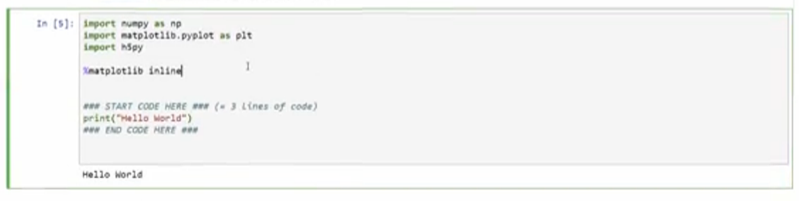 In [5]: import numpy as np
import matplotlib.pyplot as plt
import h5py
%matplotlib inline
### START CODE HERE ### (≈ 3 lines of code)
print("Hello World")
### END CODE HERE ###
Hello World